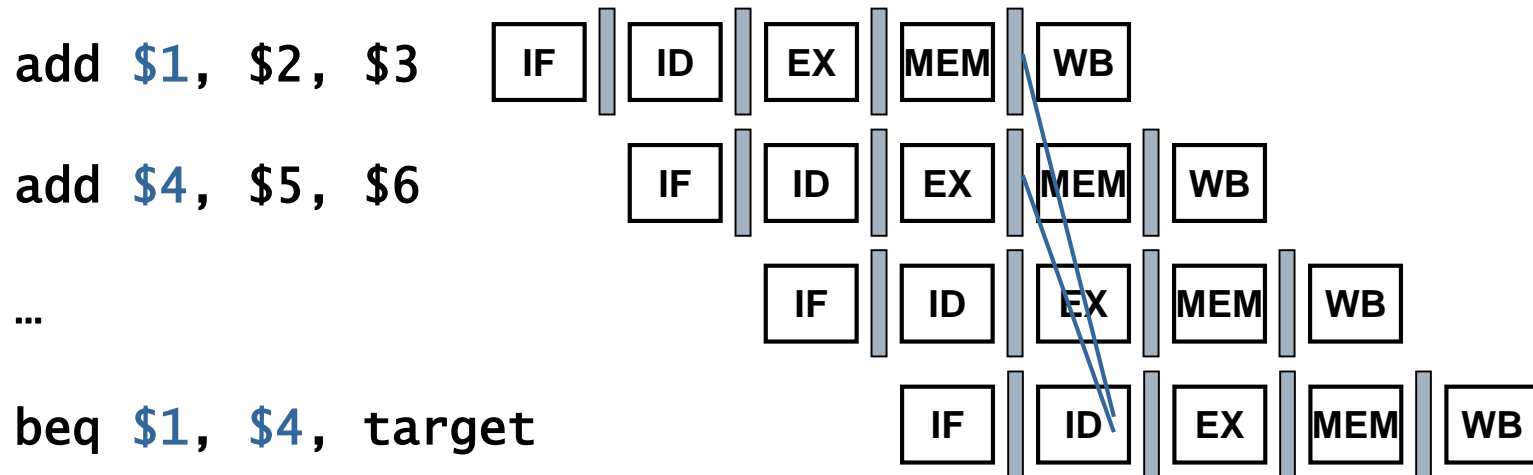 add $1, $2, $3 IF ID EX MEM WB
add $4, $5, $6 IF ID EX MEM WB
… IF ID EX MEM WB
beq $1, $4, target IF ID EX MEM WB